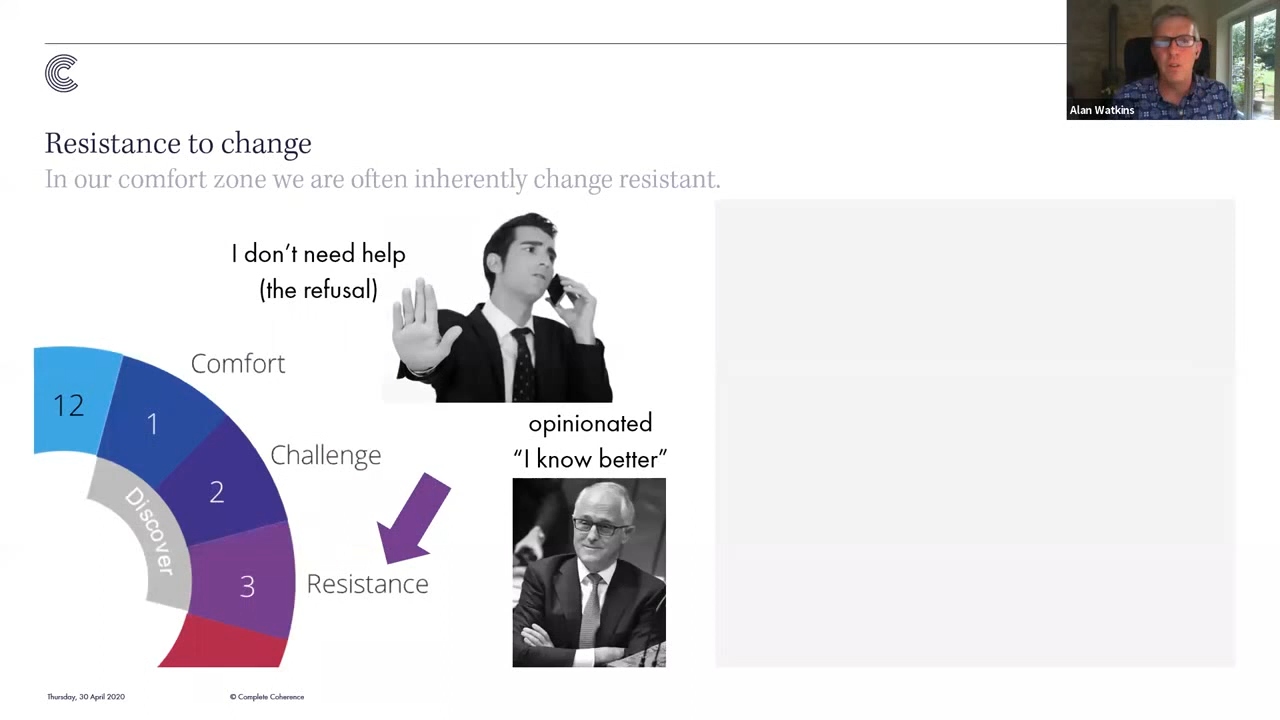 Alan Watkins
Resistance to change
In our comfort zone we are often inherently change resistant.
I don’t need help
(the refusal)
Comfort
12
1
opinionated
“I know better”
Challenge
2
Discover
3
Resistance
Thursday, 30 April 2020
© Complete Coherence